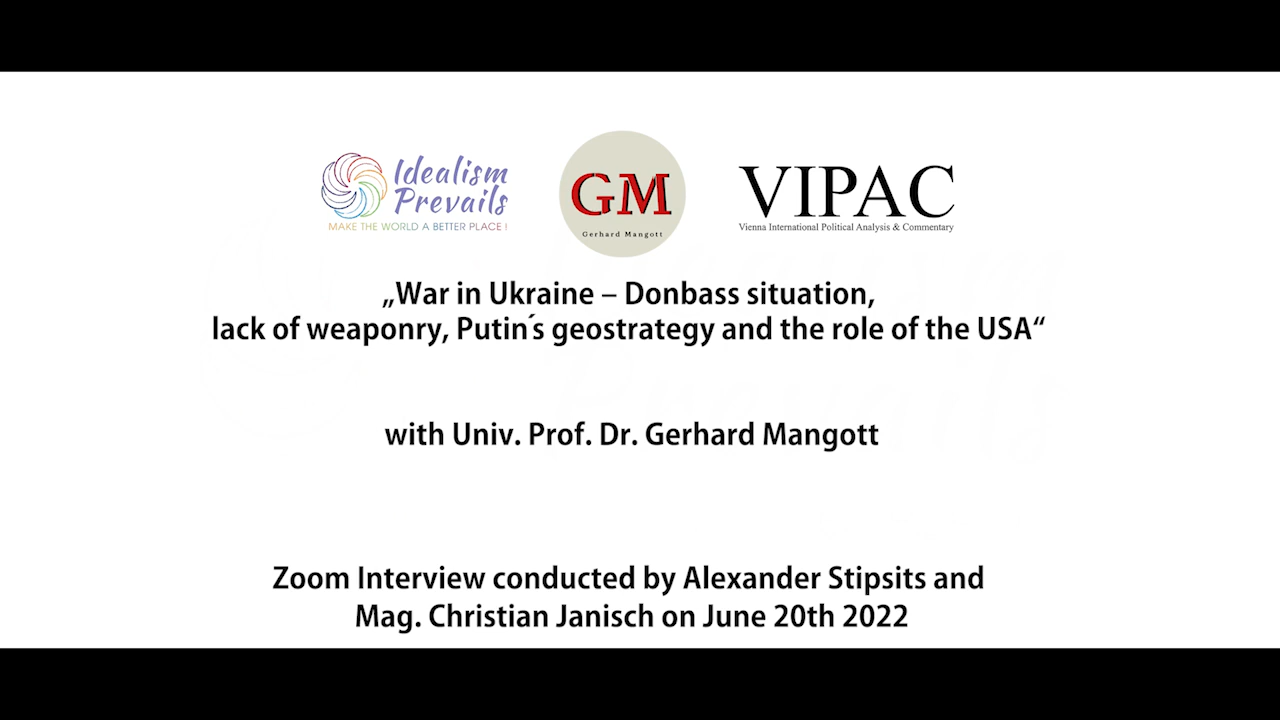 Idealism
Prevails
MAKE THE WORLD A BETTER PLACE !
GM
Gerhard Mangott
VIPAC
Vienna International Political Analysis & Commentary
„War in Ukraine – Donbass situation,
lack of weaponry, Putin´s geostrategy and the role of the USA“
with Univ. Prof. Dr. Gerhard Mangott
Zoom Interview conducted by Alexander Stipsits and
Mag. Christian Janisch on June 20th 2022